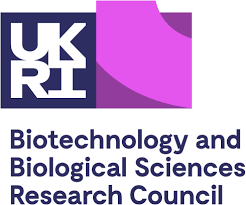 UK
RI
Biotechnology and
Biological Sciences
Research Council